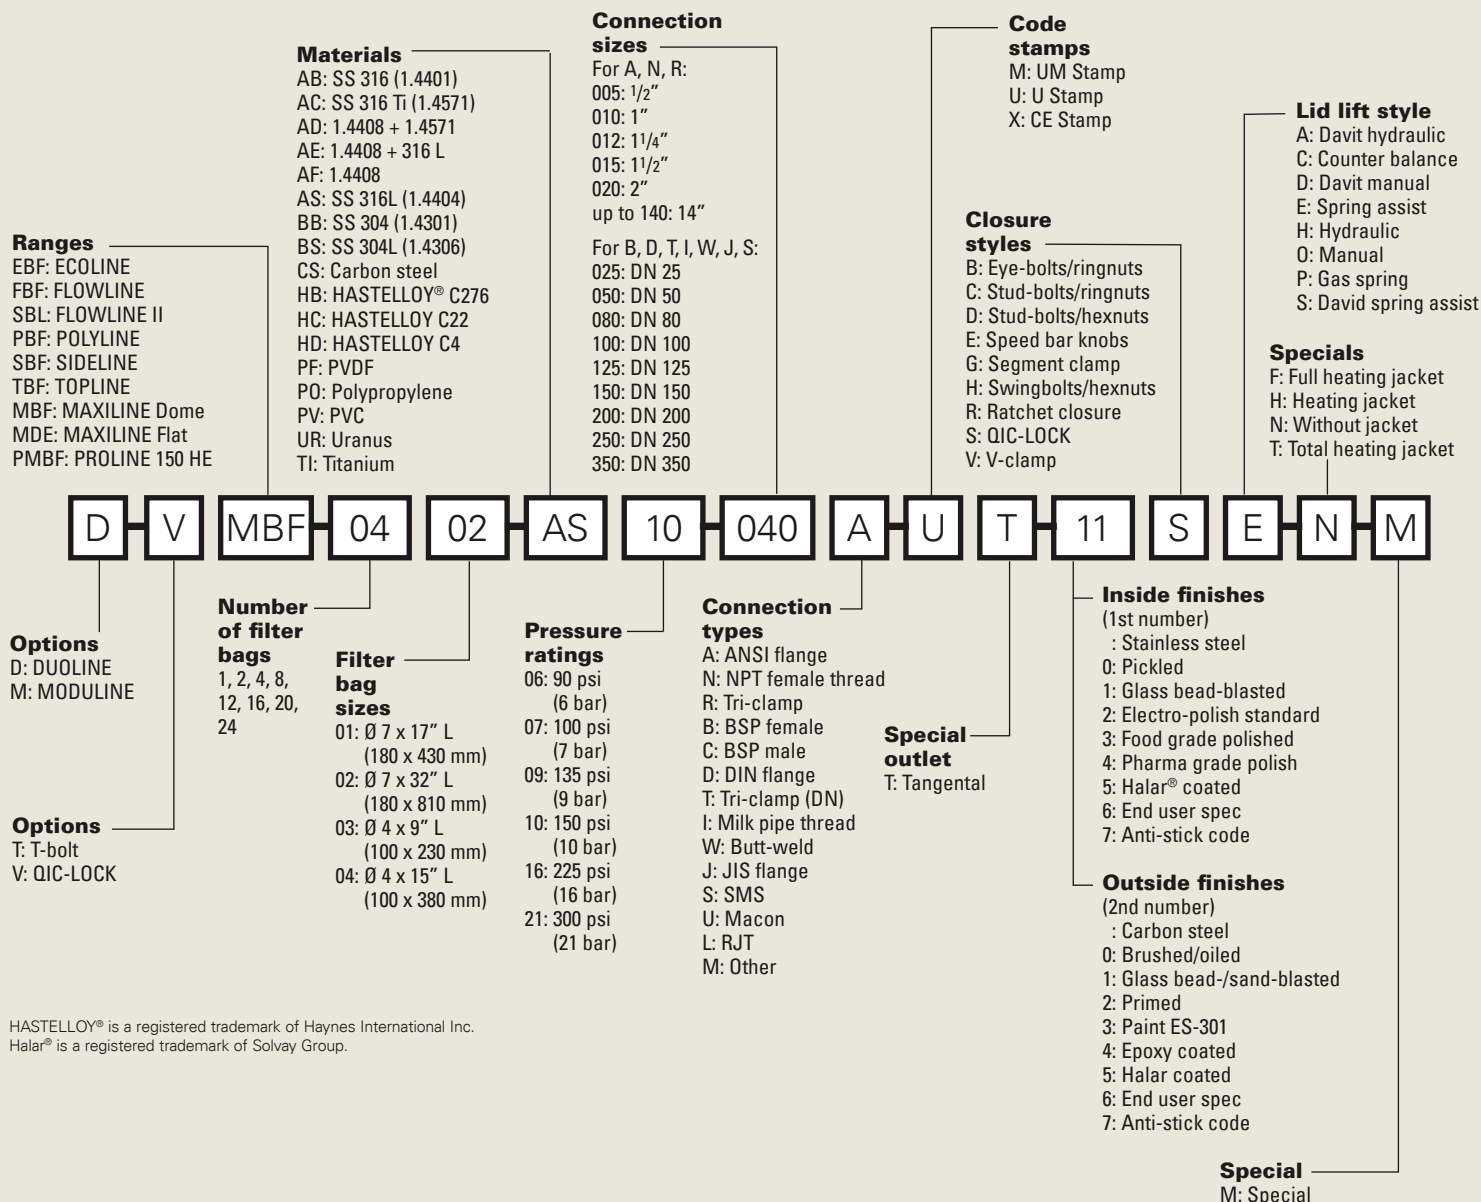 Ranges
EBF: ECOLINE
FBF: FLOWLINE
SBL: FLOWLINE II
PBF: POLYLINE
SBF: SIDELINE
TBF: TOPLINE
MBF: MAXILINE Dome
MDE: MAXILINE Flat
PMBF: PROLINE 150 HE
Materials
AB: SS 316 (1.4401)
AC: SS 316 Ti (1.4571)
AD: 1.4408 + 1.4571
AE: 1.4408 + 316 L
AF: 1.4408
AS: SS 316L (1.4404)
BB: SS 304 (1.4301)
BS: SS 304L (1.4306)
CS: Carbon steel
HB: HASTELLOY® C276
HC: HASTELLOY C22
HD: HASTELLOY C4
PF: PVDF
PO: Polypropylene
PV: PVC
UR: Uranus
TI: Titanium
Connection
sizes
For A, N, R:
005: 1/2″
010: 1″
012: 11/4″
015: 11/2″
020: 2″
up to 140: 14″
For B, D, T, I, W, J, S:
025: DN 25
050: DN 50
080: DN 80
100: DN 100
125: DN 125
150: DN 150
200: DN 200
250: DN 250
350: DN 350
Code
stamps
M: UM Stamp
U: U Stamp
X: CE Stamp
Closure
styles
B: Eye-bolts/ringnuts
C: Stud-bolts/ringnuts
D: Stud-bolts/hexnuts
E: Speed bar knobs
G: Segment clamp
H: Swingbolts/hexnuts
R: Ratchet closure
S: QIC-LOCK
V: V-clamp
Lid lift style
A: Davit hydraulic
C: Counter balance
D: Davit manual
E: Spring assist
H: Hydraulic
O: Manual
P: Gas spring
S: David spring assist
Specials
F: Full heating jacket
H: Heating jacket
N: Without jacket
T: Total heating jacket
D V MBF 04 02 AS 10 040 A U T 11 S E N M
Options
D: DUOLINE
M: MODULINE
Options
T: T-bolt
V: QIC-LOCK
Number
of filter
bags
1, 2, 4, 8,
12, 16, 20,
24
Filter
bag
sizes
01: Ø 7 x 17″ L
(180 x 430 mm)
02: Ø 7 x 32″ L
(180 x 810 mm)
03: Ø 4 x 9″ L
(100 x 230 mm)
04: Ø 4 x 15″ L
(100 x 380 mm)
Pressure
ratings
06: 90 psi
(6 bar)
07: 100 psi
(7 bar)
09: 135 psi
(9 bar)
10: 150 psi
(10 bar)
16: 225 psi
(16 bar)
21: 300 psi
(21 bar)
Connection
types
A: ANSI flange
N: NPT female thread
R: Tri-clamp
B: BSP female
C: BSP male
D: DIN flange
T: Tri-clamp (DN)
I: Milk pipe thread
W: Butt-weld
J: JIS flange
S: SMS
U: Macon
L: RJT
M: Other
Special
outlet
T: Tangental
Inside finishes
(1st number)
: Stainless steel
0: Pickled
1: Glass bead-blasted
2: Electro-polish standard
3: Food grade polished
4: Pharma grade polish
5: Halar® coated
6: End user spec
7: Anti-stick code
Outside finishes
(2nd number)
: Carbon steel
0: Brushed/oiled
1: Glass bead-/sand-blasted
2: Primed
3: Paint ES-301
4: Epoxy coated
5: Halar coated
6: End user spec
7: Anti-stick code
Special
M: Special
HASTELLOY® is a registered trademark of Haynes International Inc.
Halar® is a registered trademark of Solvay Group.